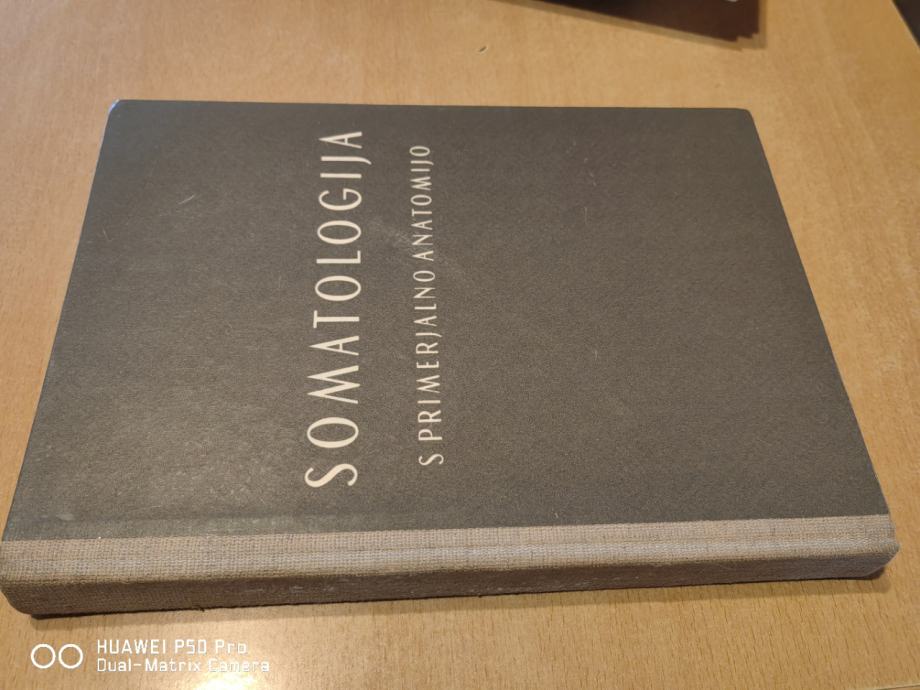 SOMATOLOGIJA
S PRIMERJALNO ANATOMIJO
HUAWEI P50 Pro
Dual-Matrix Camera